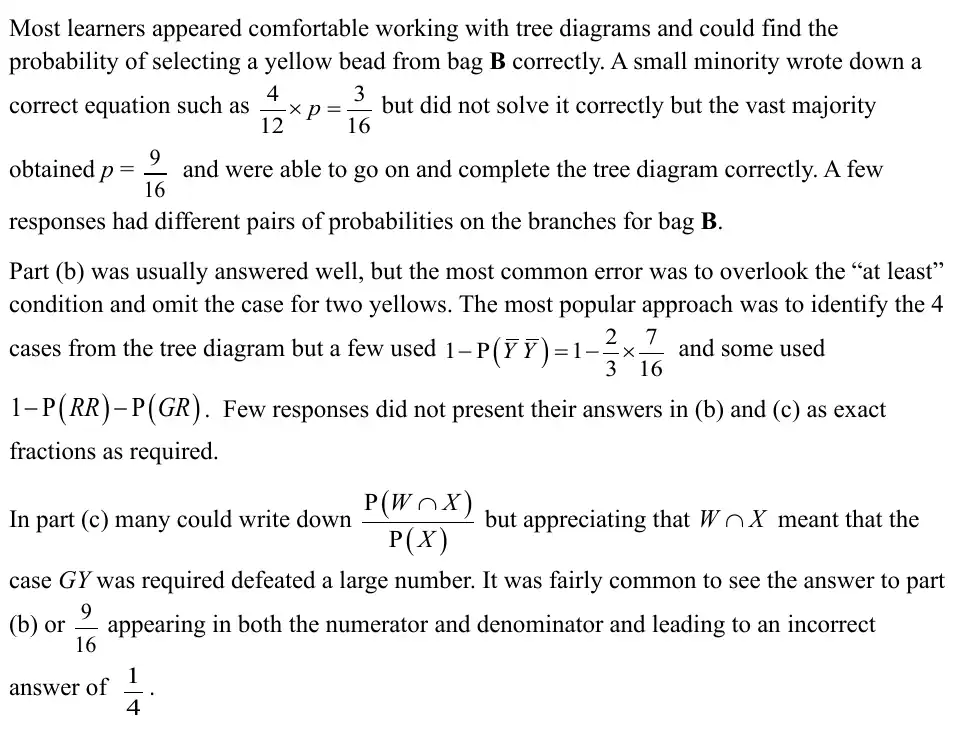 Most learners appeared comfortable working with tree diagrams and could find the
probability of selecting a yellow bead from bag B correctly. A small minority wrote down a
correct equation such as 4/12 × p = 3/16 but did not solve it correctly but the vast majority
obtained p = 9/16 and were able to go on and complete the tree diagram correctly. A few
responses had different pairs of probabilities on the branches for bag B.
Part (b) was usually answered well, but the most common error was to overlook the “at least”
condition and omit the case for two yellows. The most popular approach was to identify the 4
cases from the tree diagram but a few used 1 − P(Y̅ Y̅) = 1 − 2/3 × 7/16 and some used
1 − P(RR) − P(GR). Few responses did not present their answers in (b) and (c) as exact
fractions as required.
In part (c) many could write down P(W ∩ X)/P(X) but appreciating that W ∩ X meant that the
case GY was required defeated a large number. It was fairly common to see the answer to part
(b) or 9/16 appearing in both the numerator and denominator and leading to an incorrect
answer of 1/4.